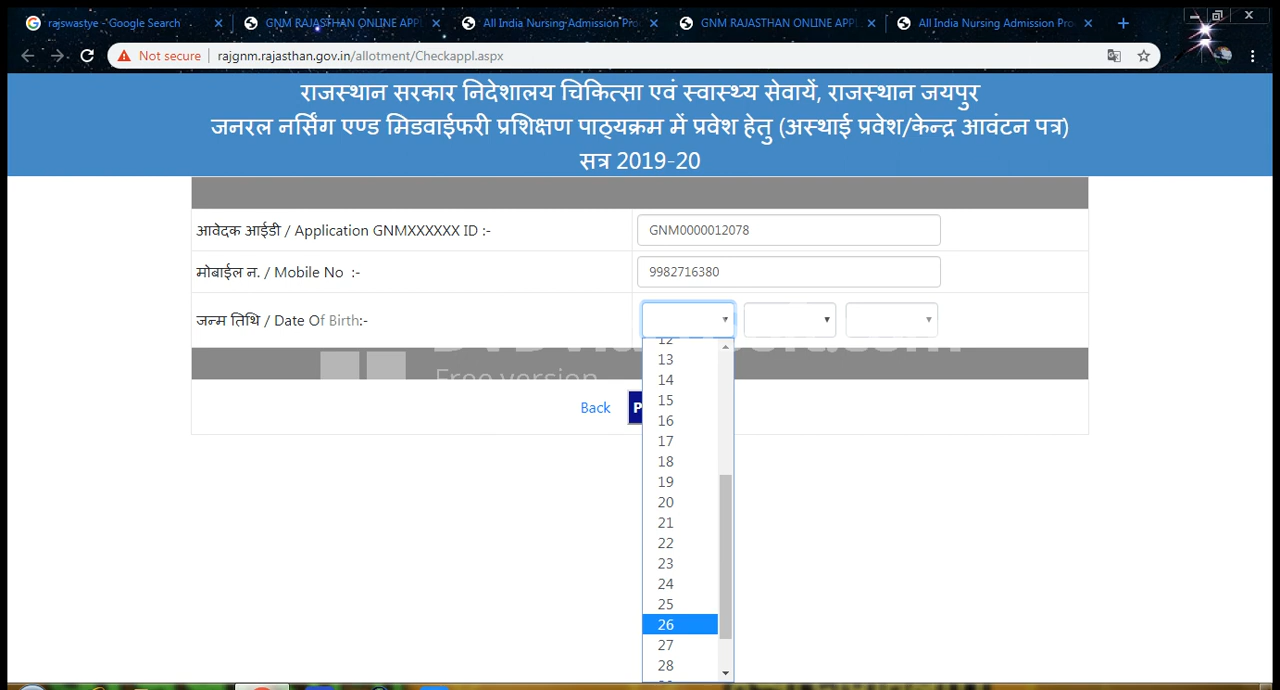 rajswastye - Google Search
GNM RAJASTHAN ONLINE APPL
All India Nursing Admission Pro
GNM RAJASTHAN ONLINE APPL
All India Nursing Admission Pro
Not secure rajgnm.rajasthan.gov.in/allotment/Checkappl.aspx
राजस्थान सरकार निदेशालय चिकित्सा एवं स्वास्थ्य सेवायें, राजस्थान जयपुर
जनरल नर्सिंग एण्ड मिडवाईफरी प्रशिक्षण पाठ्यक्रम में प्रवेश हेतु (अस्थाई प्रवेश/केन्द्र आवंटन पत्र)
सत्र 2019-20
आवेदक आईडी / Application GNMXXXXXX ID :- GNM0000012078
मोबाईल न. / Mobile No :- 9982716380
जन्म तिथि / Date Of Birth:-
12
13
Free version
14
15
Back P
16
17
18
19
20
21
22
23
24
25
26
27
28